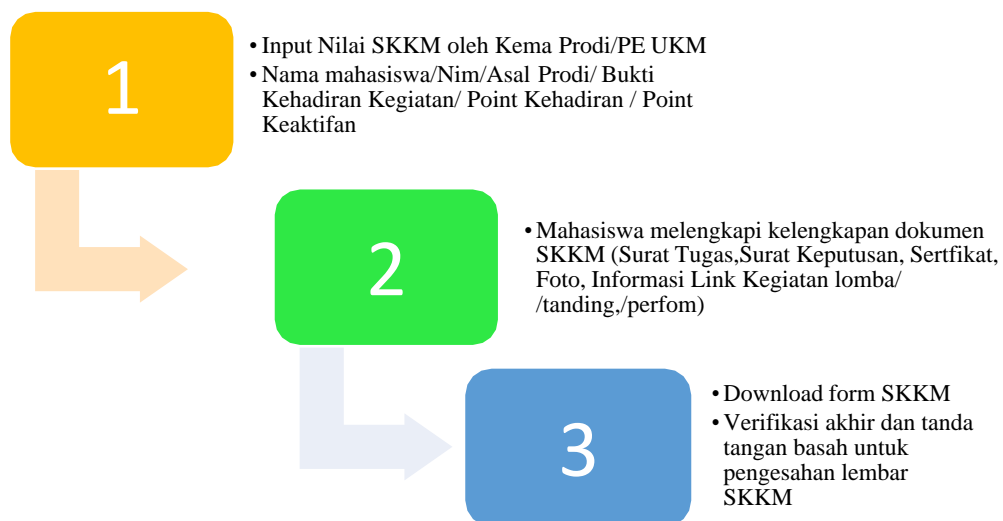 1
• Input Nilai SKKM oleh Kema Prodi/PE UKM
• Nama mahasiswa/Nim/Asal Prodi/ Bukti
Kehadiran Kegiatan/ Point Kehadiran / Point
Keaktifan
2
• Mahasiswa melengkapi kelengkapan dokumen
SKKM (Surat Tugas,Surat Keputusan, Sertfikat,
Foto, Informasi Link Kegiatan lomba/
/tanding,/perfom)
3
• Download form SKKM
• Verifikasi akhir dan tanda
tangan basah untuk
pengesahan lembar
SKKM